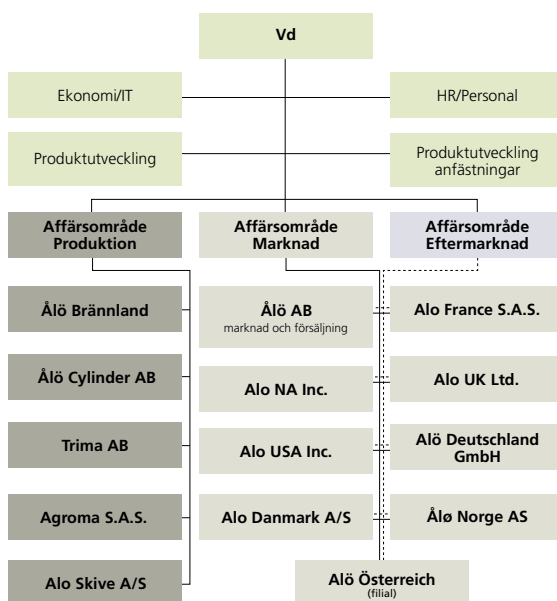 Vd
Ekonomi/IT
HR/Personal
Produktutveckling
Produktutveckling
anfästningar
Affärsområde
Produktion
Affärsområde
Marknad
Affärsområde
Eftermarknad
Ålö Brännland
Ålö AB
marknad och försäljning
Alo France S.A.S.
Ålö Cylinder AB
Alo NA Inc.
Alo UK Ltd.
Trima AB
Alo USA Inc.
Alö Deutschland
GmbH
Agroma S.A.S.
Alo Danmark A/S
Ålø Norge AS
Alo Skive A/S
Alö Österreich
(filial)